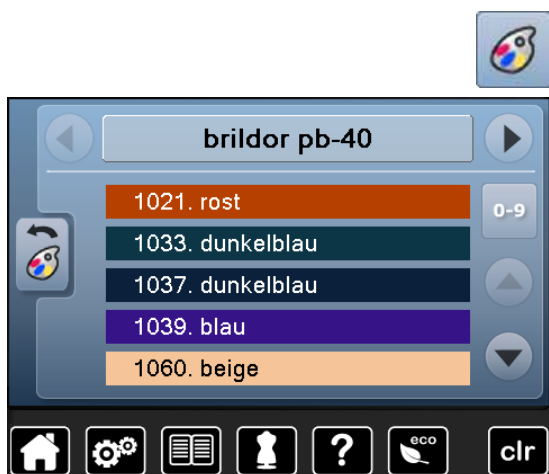 brildor pb-40
1021. rost
0-9
1033. dunkelblau
1037. dunkelblau
1039. blau
1060. beige
?
eco
clr